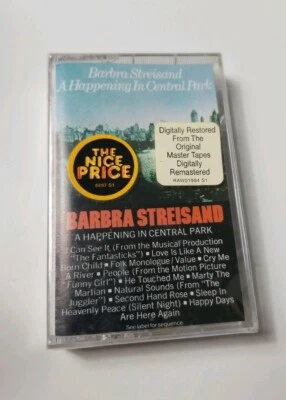 Barbra Streisand
A Happening In Central Park
THE
NICE
PRICE
Digitally Restored
From The
Original
Master Tapes
Digitally
Remastered
BARBRA STREISAND
A HAPPENING IN CENTRAL PARK
I Can See It (From the Musical Production
"The Fantasticks") • Love Is Like A New
Born Child • Folk Monologue/Value • Cry Me
A River • People (From the Motion Picture
"Funny Girl") • He Touched Me • Marty The
Martian • Natural Sounds (From "The
Juggler") • Second Hand Rose • Sleep In
Heavenly Peace (Silent Night) • Happy Days
Are Here Again
See label for sequence.